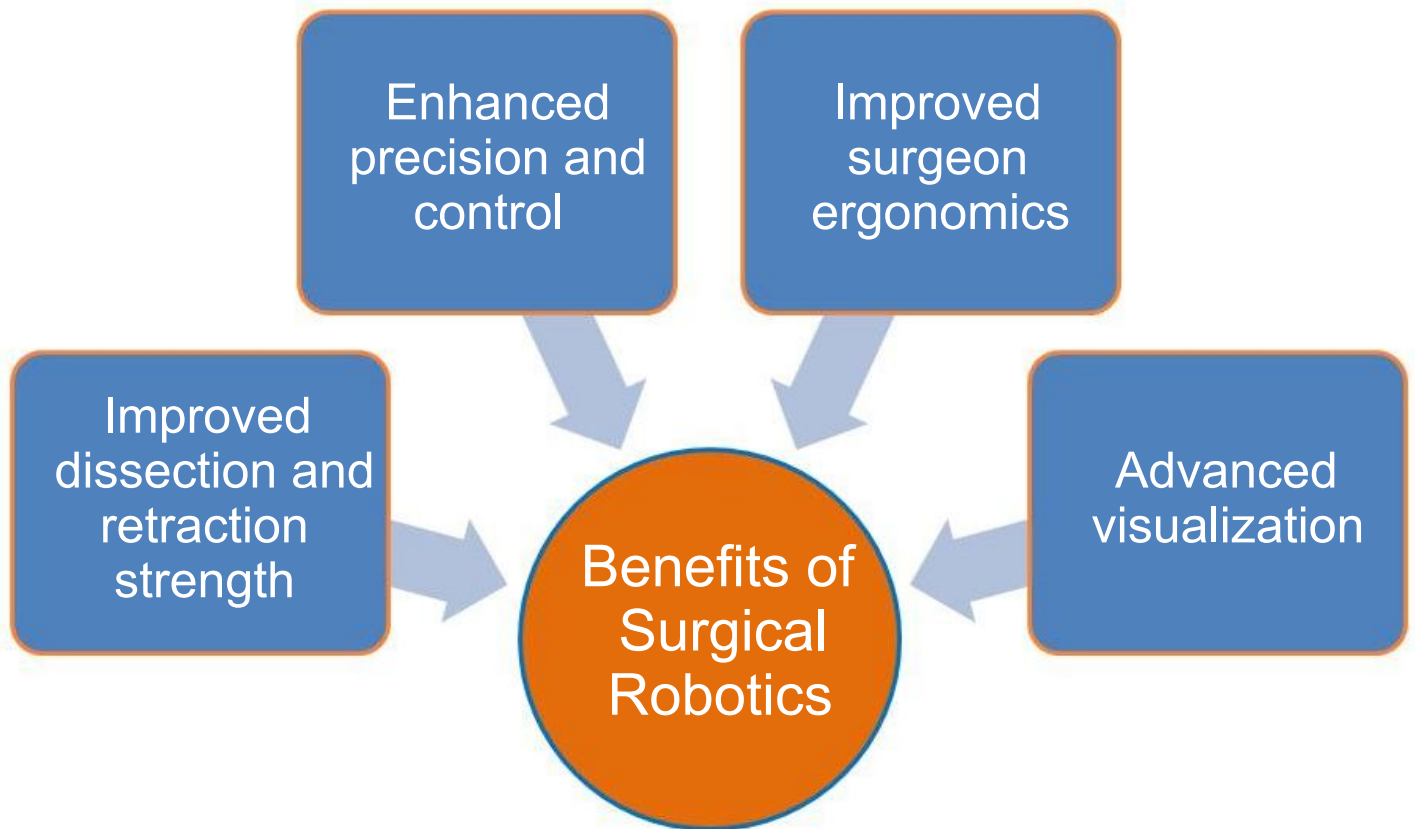 Enhanced
precision and
control
Improved
surgeon
ergonomics
Improved
dissection and
retraction
strength
Advanced
visualization
Benefits of
Surgical
Robotics